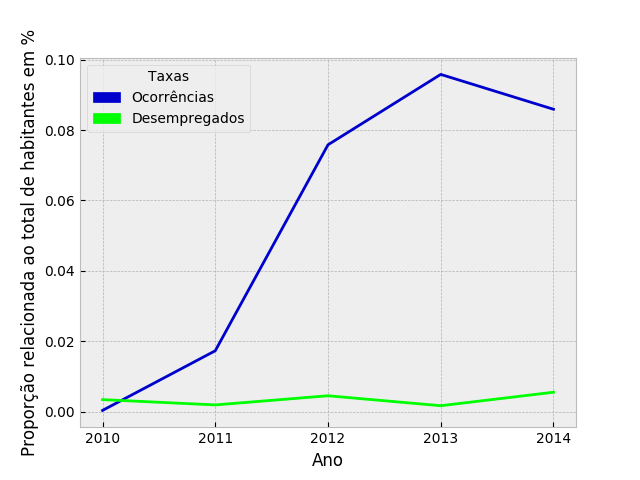 Proporção relacionada ao total de habitantes em %
0.10
0.08
0.06
0.04
0.02
0.00
Taxas
Ocorrências
Desempregados
2010 2011 2012 2013 2014
Ano